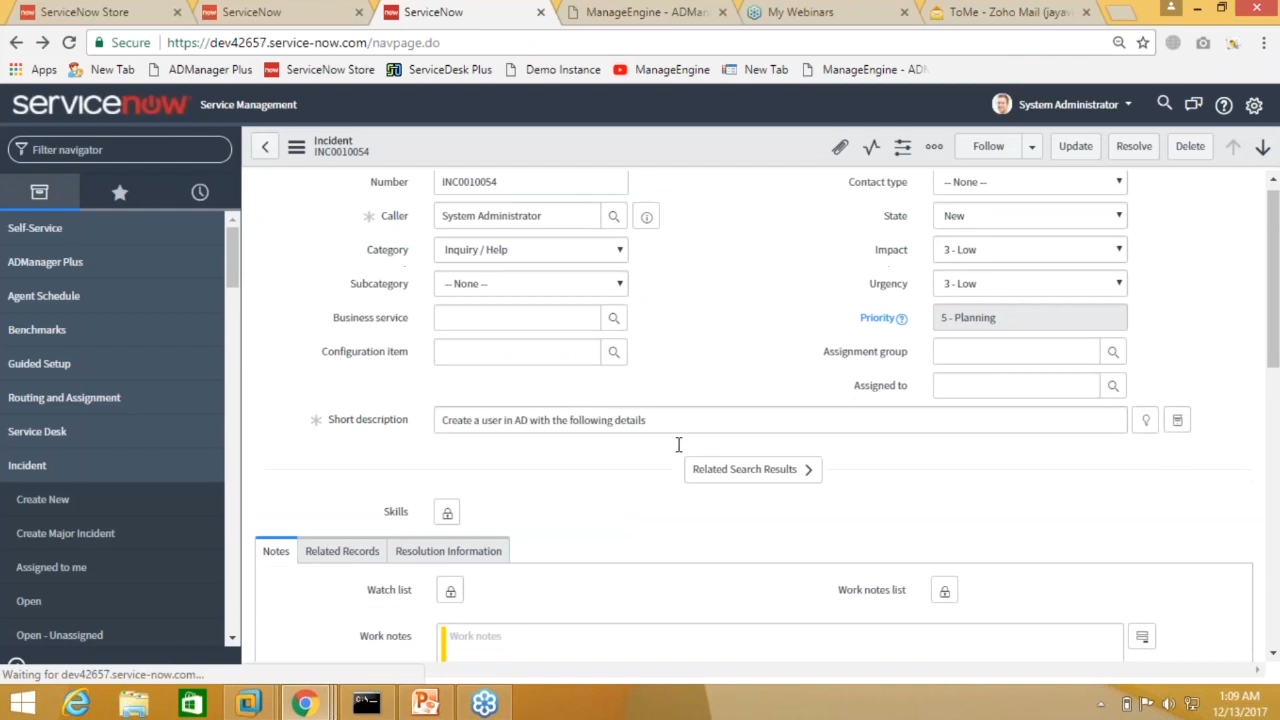 ServiceNow Store
ServiceNow
ServiceNow
ManageEngine - ADMan
My Webinars
ToMe - Zoho Mail (jayavi
Secure https://dev42657.service-now.com/navpage.do
Apps New Tab ADManager Plus ServiceNow Store ServiceDesk Plus Demo Instance ManageEngine New Tab ManageEngine - ADM
servicenow Service Management
System Administrator
Filter navigator
Incident
INC0010054
Follow Update Resolve Delete
Self-Service
ADManager Plus
Agent Schedule
Benchmarks
Guided Setup
Routing and Assignment
Service Desk
Incident
Create New
Create Major Incident
Assigned to me
Open
Open - Unassigned
Number INC0010054
Caller System Administrator
Category Inquiry / Help
Subcategory -- None --
Business service
Configuration item
Contact type -- None --
State New
Impact 3 - Low
Urgency 3 - Low
Priority 5 - Planning
Assignment group
Assigned to
Short description Create a user in AD with the following details
Related Search Results
Skills
Notes Related Records Resolution Information
Watch list
Work notes list
Work notes Work notes
Waiting for dev42657.service-now.com...
1:09 AM
12/13/2017